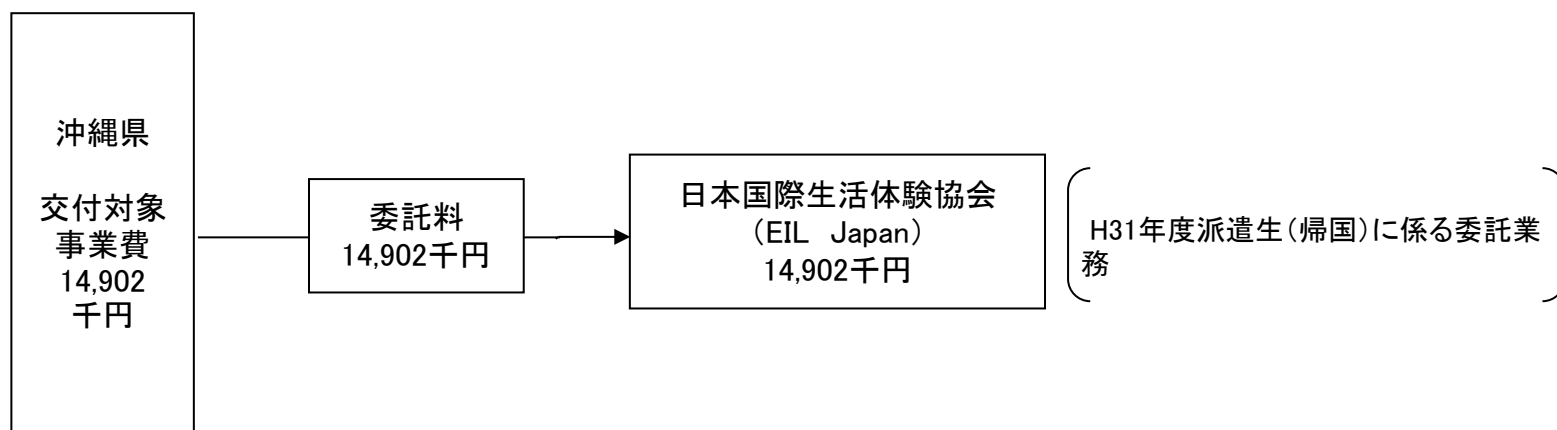 沖縄県
交付対象
事業費
14,902
千円
委託料
14,902千円
日本国際生活体験協会
（EIL　Japan）
14,902千円
H31年度派遣生（帰国）に係る委託業
務